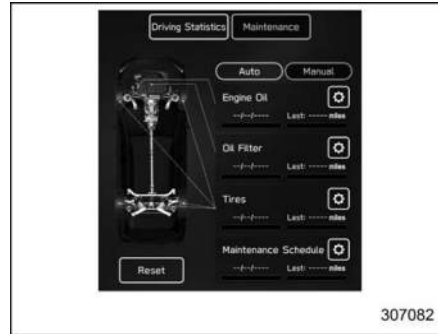 Driving Statistics Maintenance
Auto Manual
Engine Oil
--/--/---- Last: ----- miles
Oil Filter
--/--/---- Last: ----- miles
Tires
--/--/---- Last: ----- miles
Maintenance Schedule
--/--/---- Last: ----- miles
Reset
307082